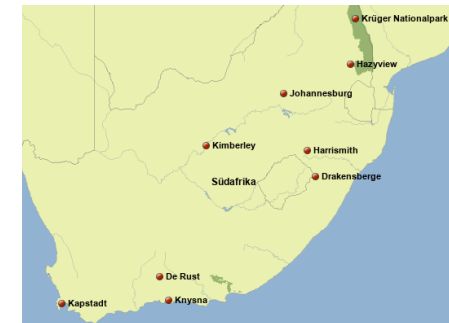 Krüger Nationalpark
Hazyview
Johannesburg
Kimberley
Harrismith
Drakensberge
Südafrika
De Rust
Knysna
Kapstadt